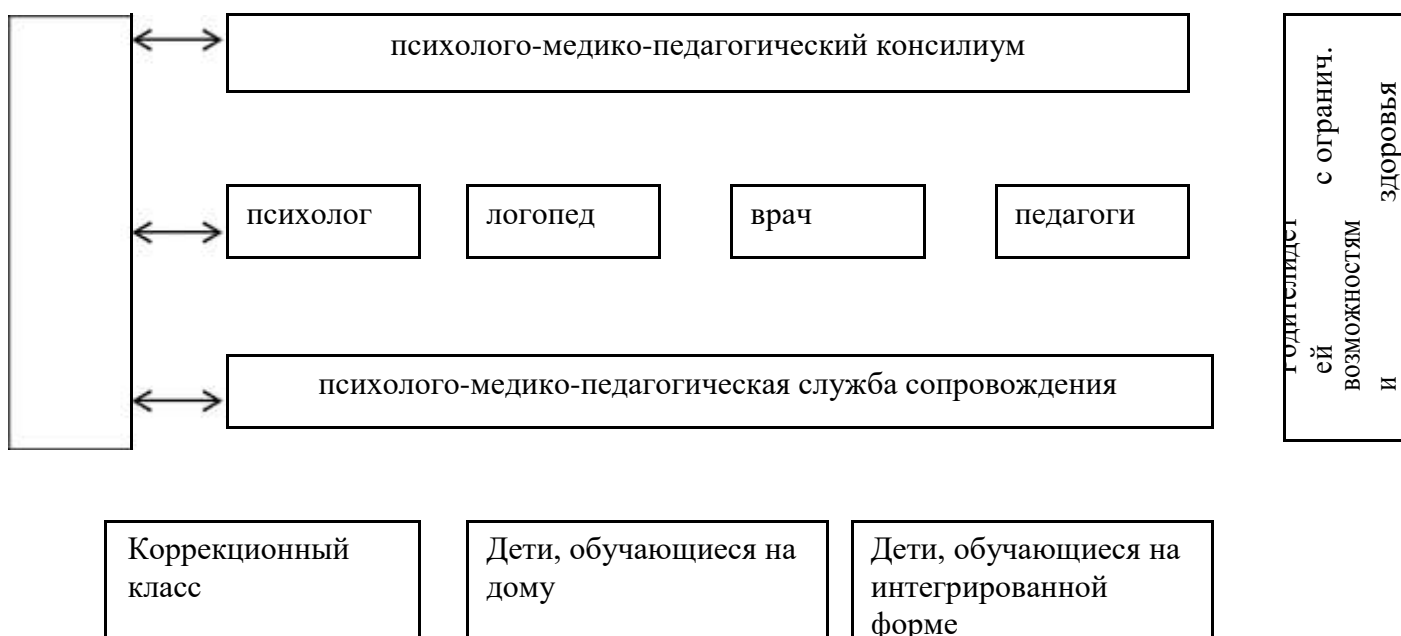 психолого-медико-педагогический консилиум
психолог
логопед
врач
педагоги
психолого-медико-педагогическая служба сопровождения
ей с огранич.
возможностям
и здоровья
Коррекционный
класс
Дети, обучающиеся на
дому
Дети, обучающиеся на
интегрированной
форме